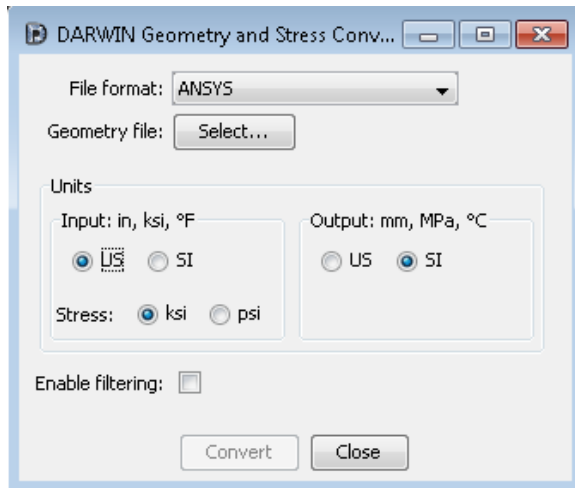 DARWIN Geometry and Stress Conv...
File format: ANSYS
Geometry file: Select...
Units
Input: in, ksi, °F
US SI
Stress: ksi psi
Output: mm, MPa, °C
US SI
Enable filtering:
Convert Close